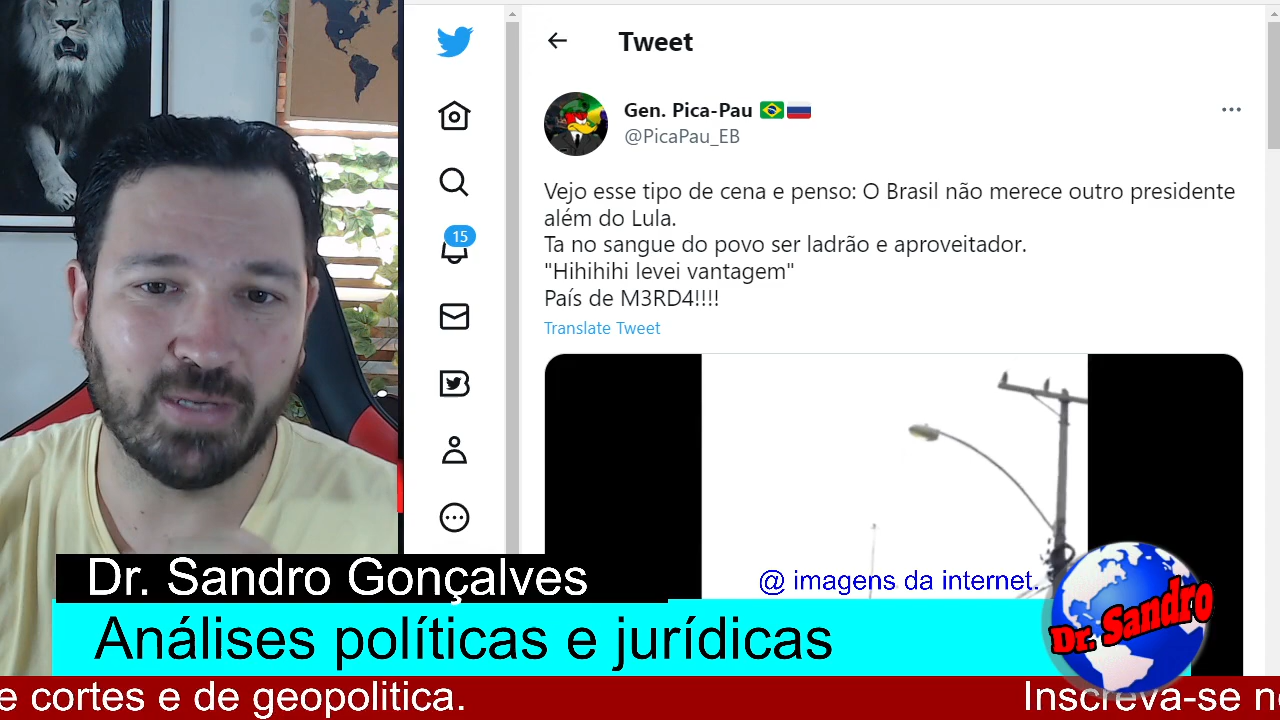 Tweet
Gen. Pica-Pau
@PicaPau_EB
Vejo esse tipo de cena e penso: O Brasil não merece outro presidente
além do Lula.
Ta no sangue do povo ser ladrão e aproveitador.
"Hihihihi levei vantagem"
País de M3RD4!!!!
Translate Tweet
15
@ imagens da internet.
Dr. Sandro Gonçalves
Análises políticas e jurídicas
Dr. Sandro
e cortes e de geopolitica.
Inscreva-se n